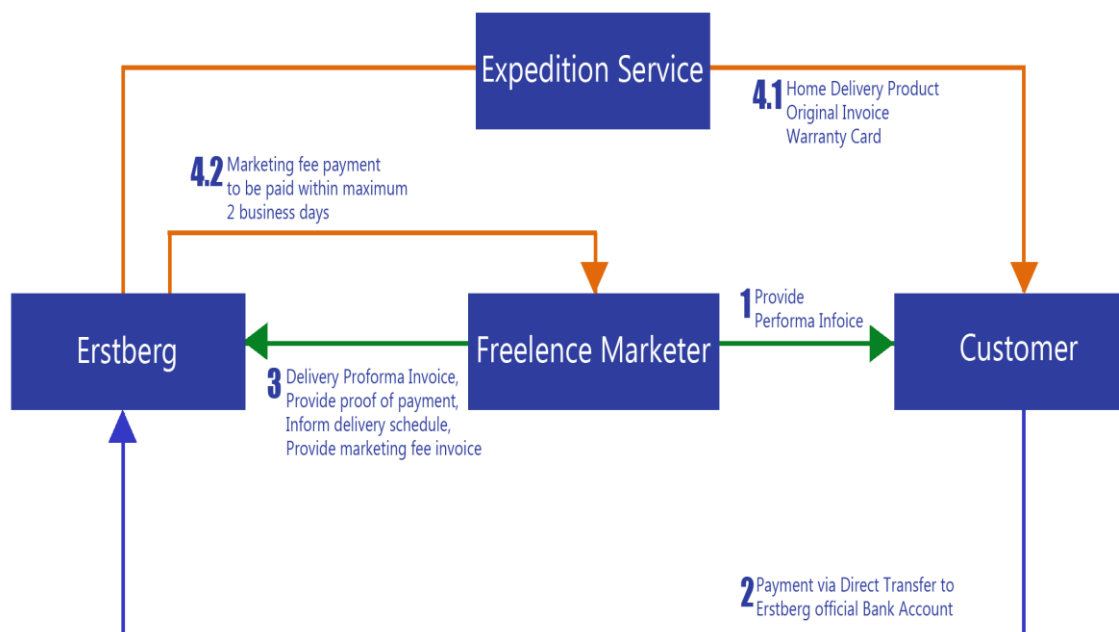 Expedition Service
4.1 Home Delivery Product
Original Invoice
Warranty Card
4.2 Marketing fee payment
to be paid within maximum
2 business days
Erstberg
Freelence Marketer
1 Provide
Performa Infoice
Customer
3 Delivery Proforma Invoice,
Provide proof of payment,
Inform delivery schedule,
Provide marketing fee invoice
2 Payment via Direct Transfer to
Erstberg official Bank Account